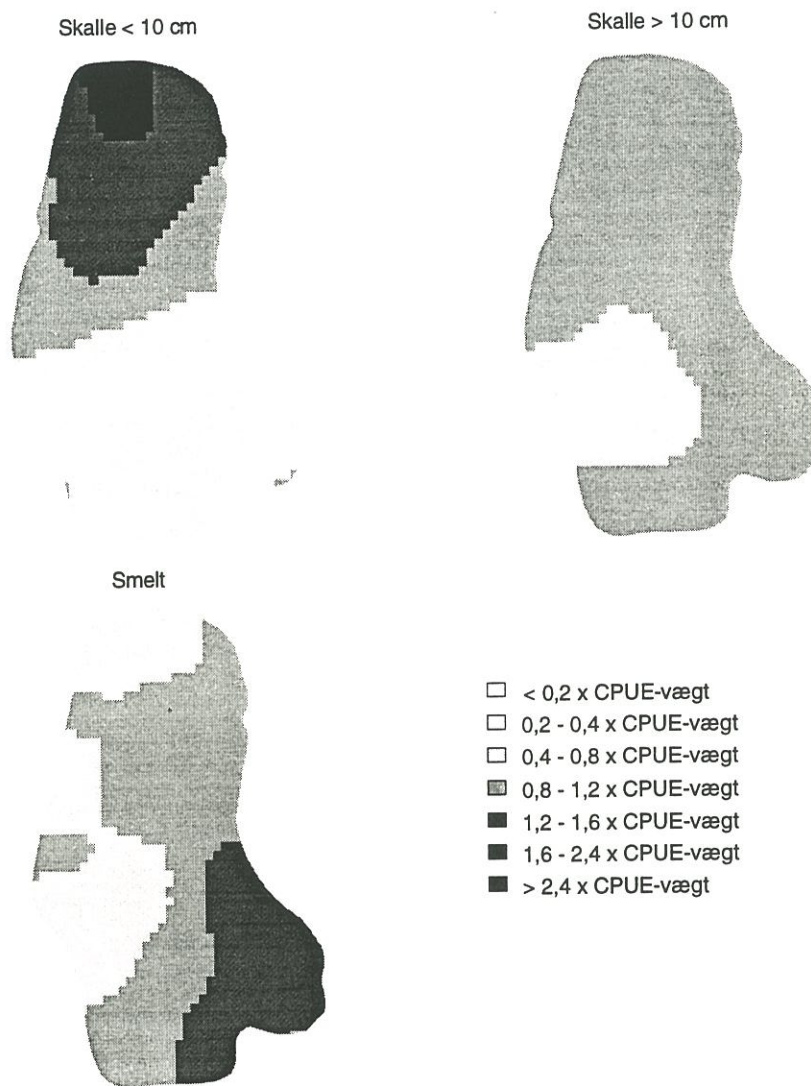 Skalle < 10 cm
Skalle > 10 cm
Smelt
< 0,2 x CPUE-vægt
0,2 - 0,4 x CPUE-vægt
0,4 - 0,8 x CPUE-vægt
0,8 - 1,2 x CPUE-vægt
1,2 - 1,6 x CPUE-vægt
1,6 - 2,4 x CPUE-vægt
> 2,4 x CPUE-vægt